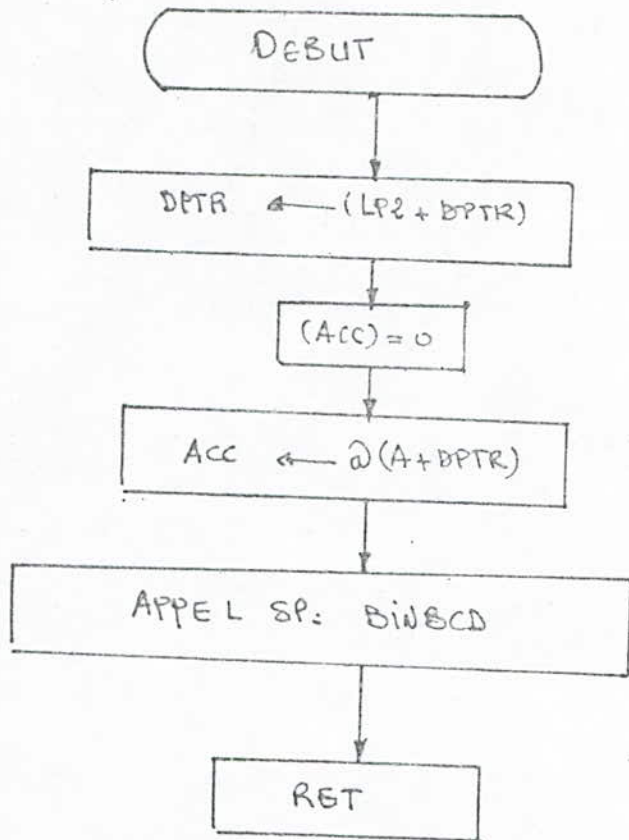 DEBUT
DPTR ← (LP2 + DPTR)
(ACC) = 0
ACC ← @(A + DPTR)
APPEL SP: BINBCD
RET